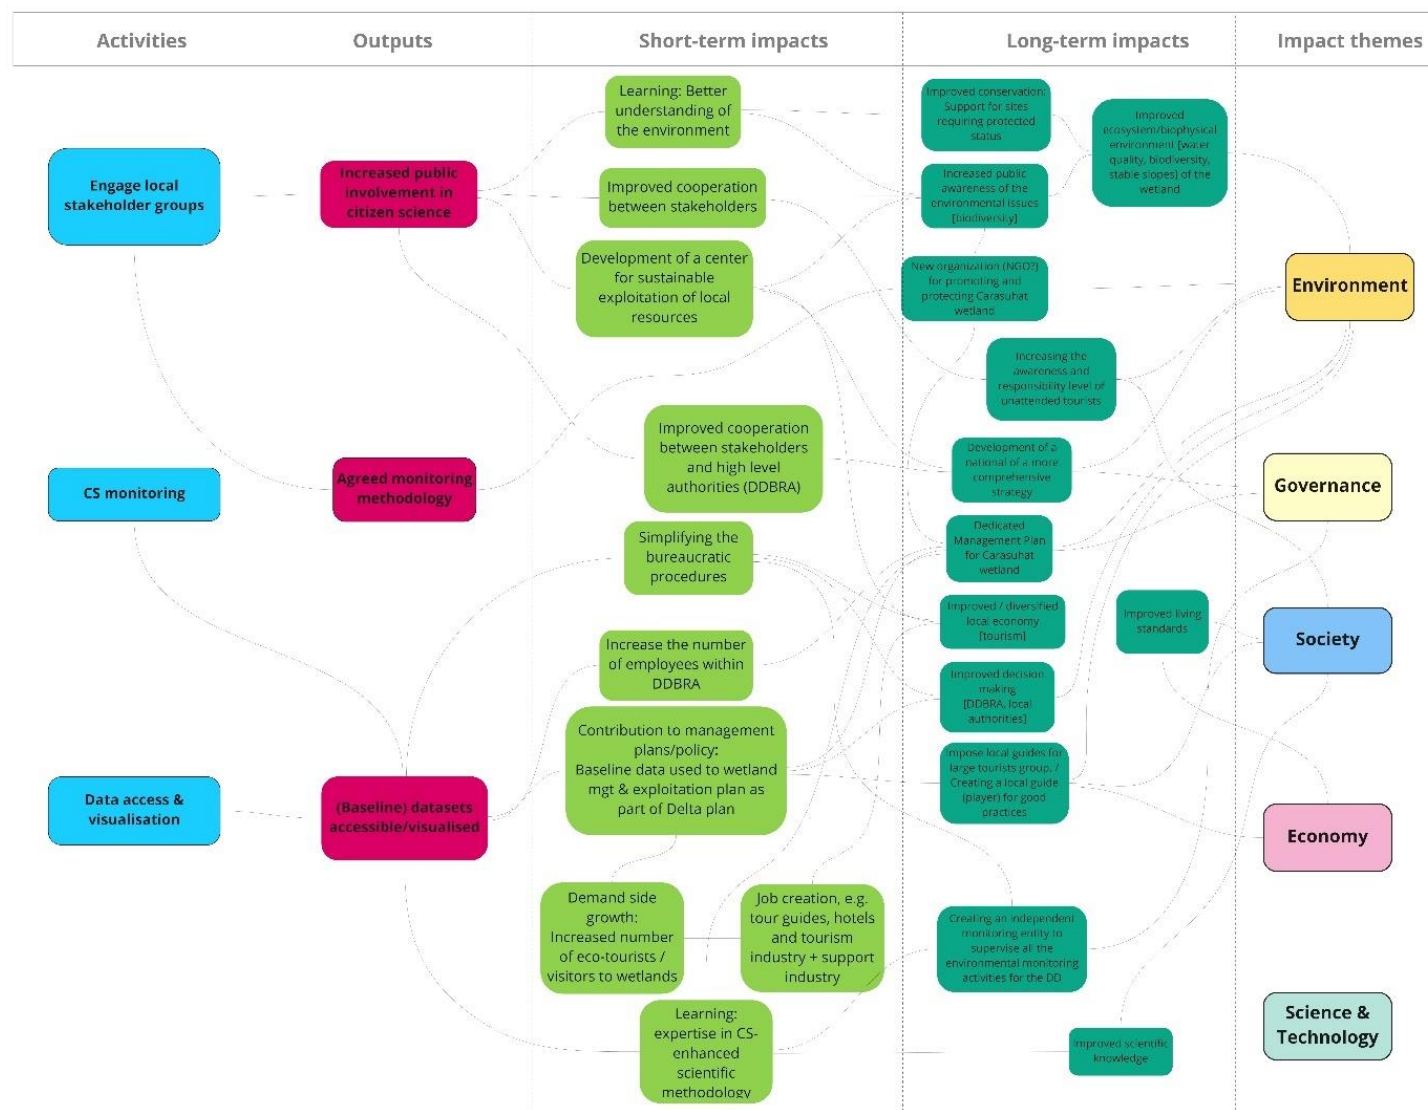 Activities
Outputs
Short-term impacts
Long-term impacts
Impact themes
Engage local
stakeholder groups
CS monitoring
Data access &
visualisation
Increased public
involvement in
citizen science
Agreed monitoring
methodology
(Baseline) datasets
accessible/visualised
Learning: Better
understanding of
the environment
Improved cooperation
between stakeholders
Development of a center
for sustainable
exploitation of local
resources
Improved cooperation
between stakeholders
and high level
authorities (DDBRA)
Simplifying the
bureaucratic
procedures
Increase the number
of employees within
DDBRA
Contribution to management
plans/policy:
Baseline data used to wetland
mgt & exploitation plan as
part of Delta plan
Demand side
growth:
Increased number
of eco-tourists /
visitors to wetlands
Job creation, e.g.
tour guides, hotels
and tourism
industry + support
industry
Learning:
expertise in CS-
enhanced
scientific
methodology
Improved conservation:
Support for sites
requiring protected
status
Improved
ecosystem/biophysical
environment [water
quality, biodiversity,
stable slopes] of the
wetland
Increased public
awareness of the
environmental issues
[biodiversity]
New organization (NGO?)
for promoting and
protecting Carasuhat
wetland
Increasing the
awareness and
responsibility level of
unattended tourists
Development of a
national of a more
comprehensive
strategy
Dedicated
Management Plan
for Carasuhat
wetland
Improved / diversified
local economy
[tourism]
Improved living
standards
Improved decision
making
[DDBRA, local
authorities]
Impose local guides for
large tourists group, /
Creating a local guide
(player) for good
practices
Creating an independent
monitoring entity to
supervise all the
environmental monitoring
activities for the DD
Improved scientific
knowledge
Environment
Governance
Society
Economy
Science &
Technology